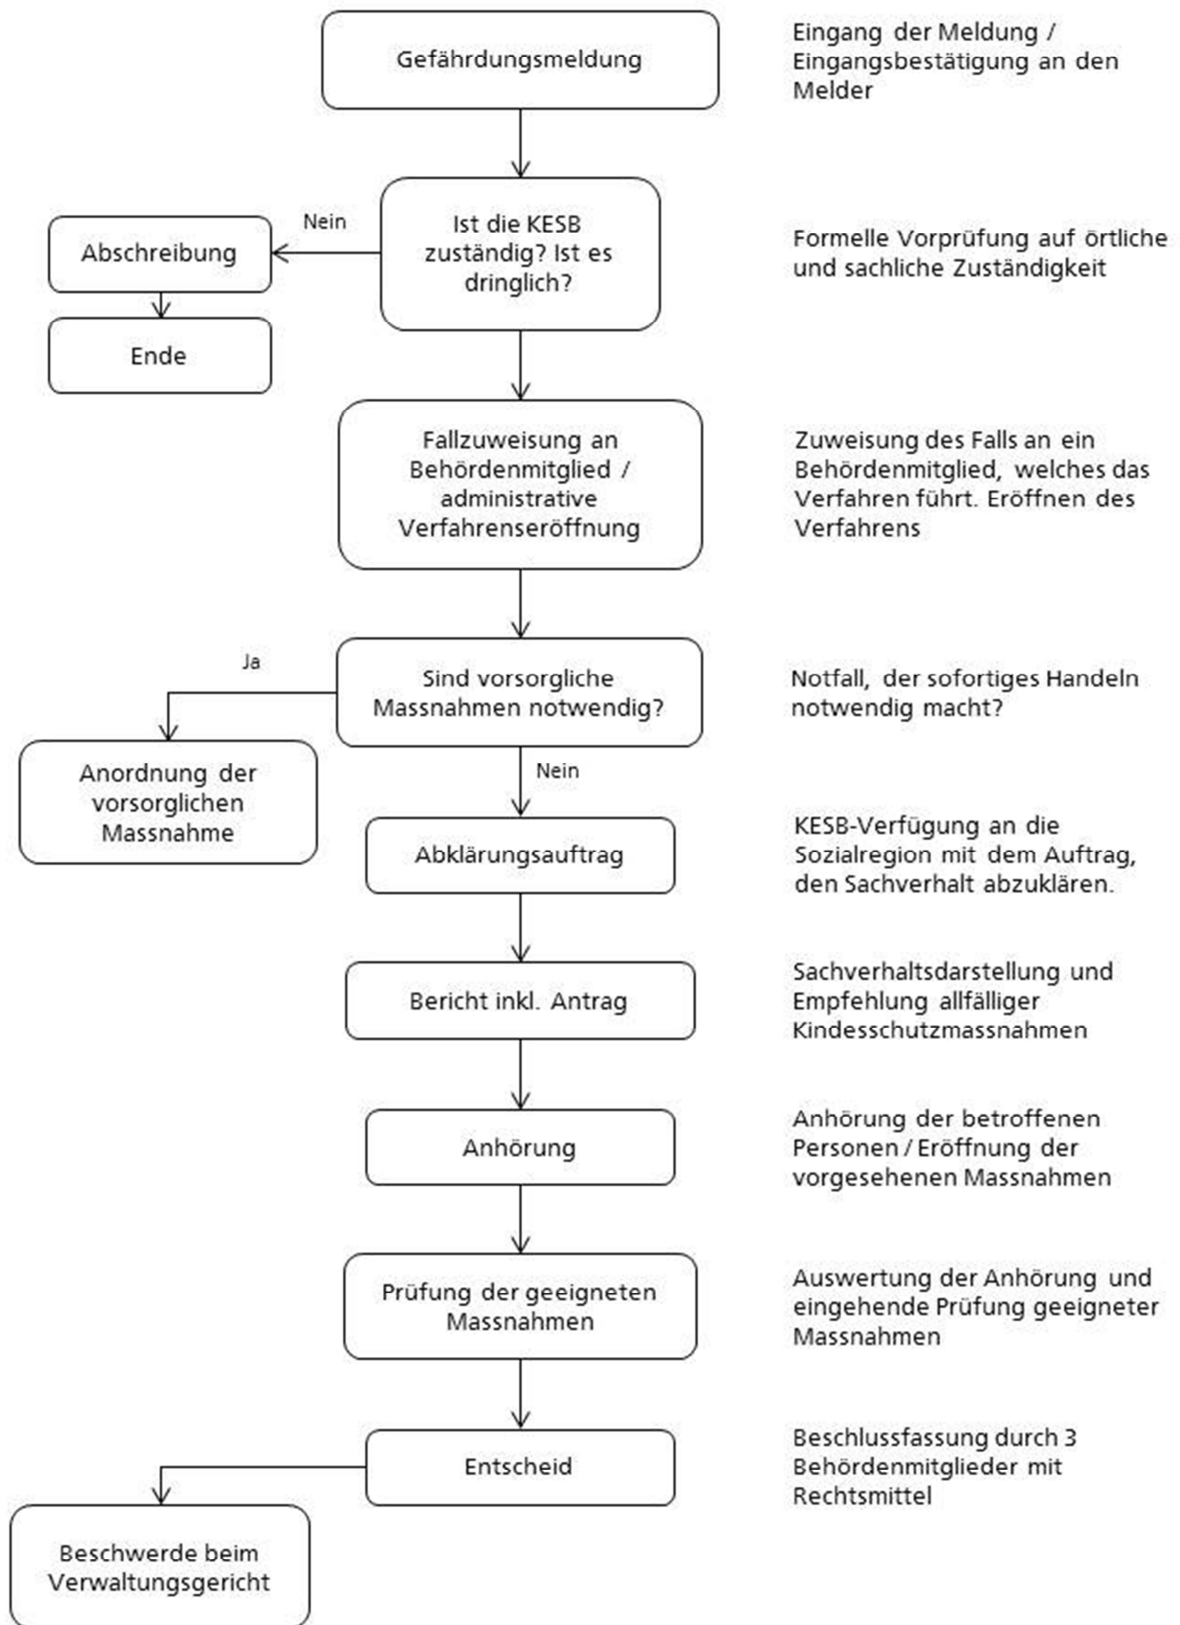 Gefährdungsmeldung
Eingang der Meldung /
Eingangsbestätigung an den
Melder
Nein
Abschreibung
Ende
Ist die KESB
zuständig? Ist es
dringlich?
Formelle Vorprüfung auf örtliche
und sachliche Zuständigkeit
Fallzuweisung an
Behördenmitglied /
administrative
Verfahrenseröffnung
Zuweisung des Falls an ein
Behördenmitglied, welches das
Verfahren führt. Eröffnen des
Verfahrens
Ja
Sind vorsorgliche
Massnahmen notwendig?
Notfall, der sofortiges Handeln
notwendig macht?
Anordnung der
vorsorglichen
Massnahme
Nein
Abklärungsauftrag
KESB-Verfügung an die
Sozialregion mit dem Auftrag,
den Sachverhalt abzuklären.
Bericht inkl. Antrag
Sachverhaltsdarstellung und
Empfehlung allfälliger
Kindesschutzmassnahmen
Anhörung
Anhörung der betroffenen
Personen / Eröffnung der
vorgesehenen Massnahmen
Prüfung der geeigneten
Massnahmen
Auswertung der Anhörung und
eingehende Prüfung geeigneter
Massnahmen
Entscheid
Beschlussfassung durch 3
Behördenmitglieder mit
Rechtsmittel
Beschwerde beim
Verwaltungsgericht